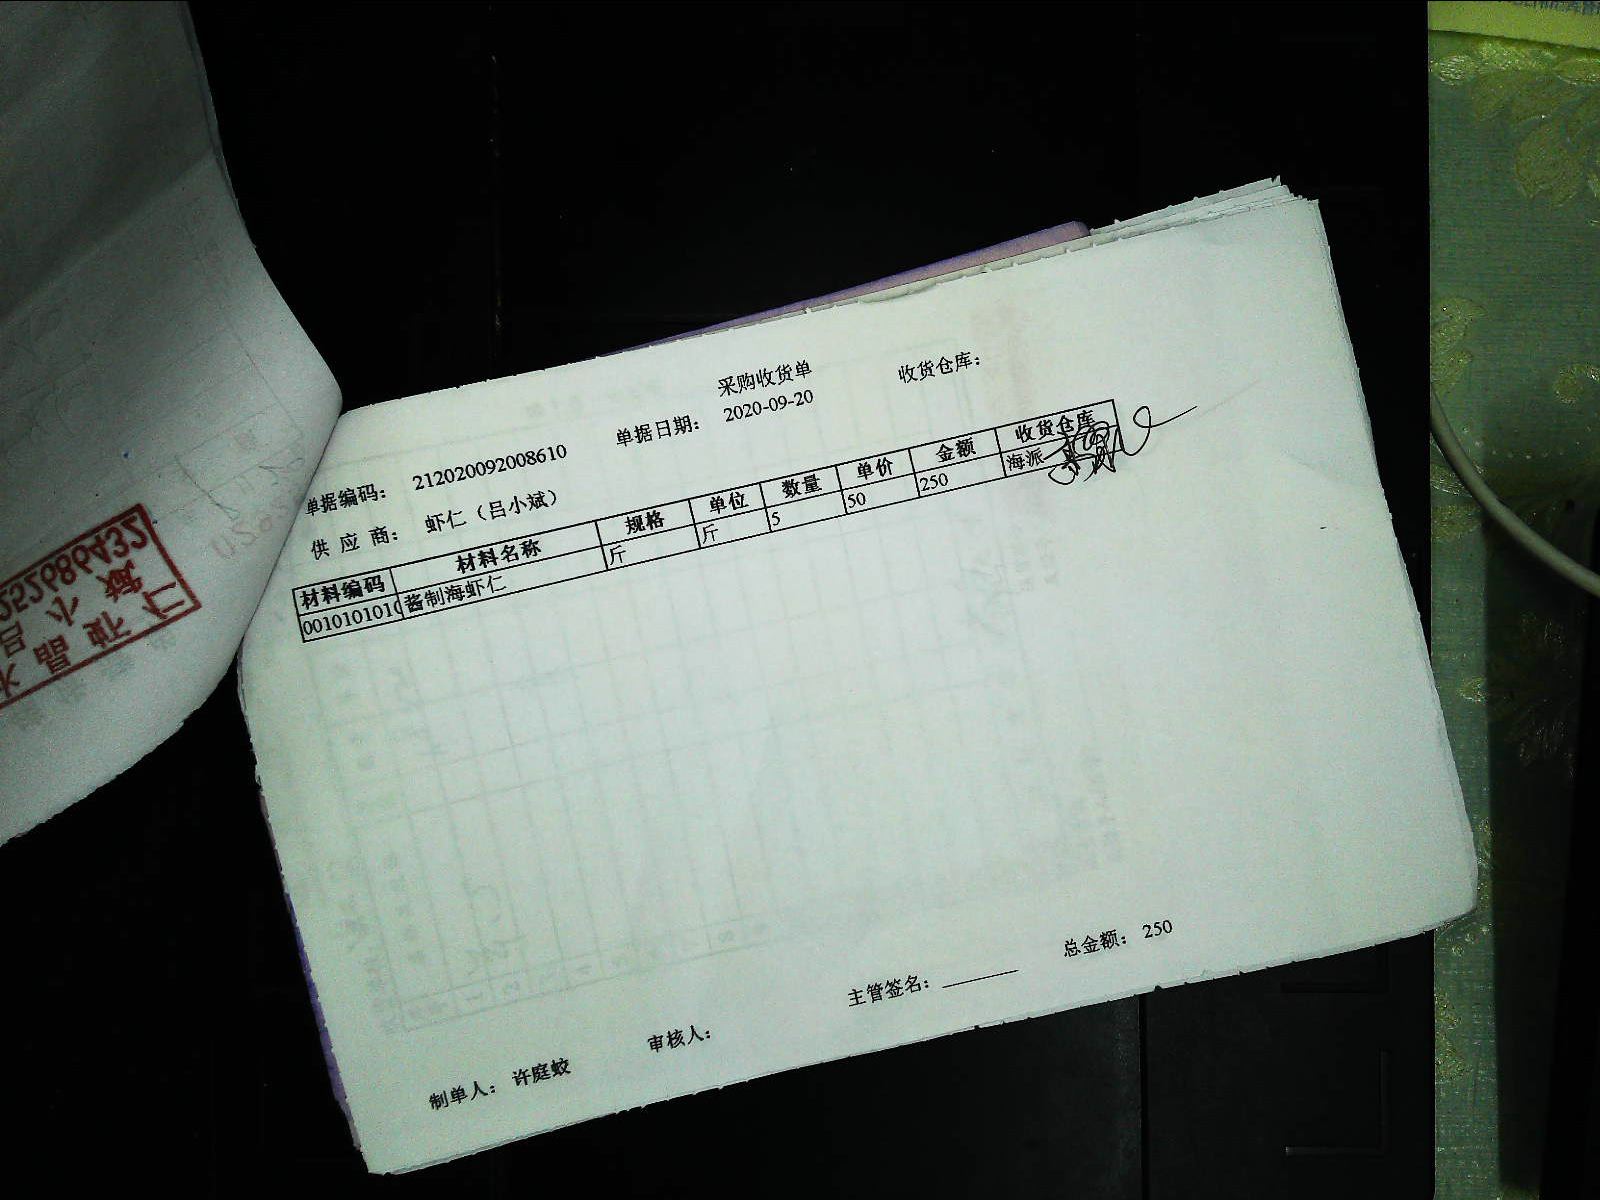 采购收货单
单据编码： 212020092008610 单据日期： 2020-09-20 收货仓库：
供 应 商： 虾仁（吕小斌）
材料编码 材料名称 规格 单位 数量 单价 金额 收货仓库
001010101 酱制海虾仁 斤 斤 5 50 250 海派
主管签名： 总金额： 250
制单人： 许庭蛟 审核人：